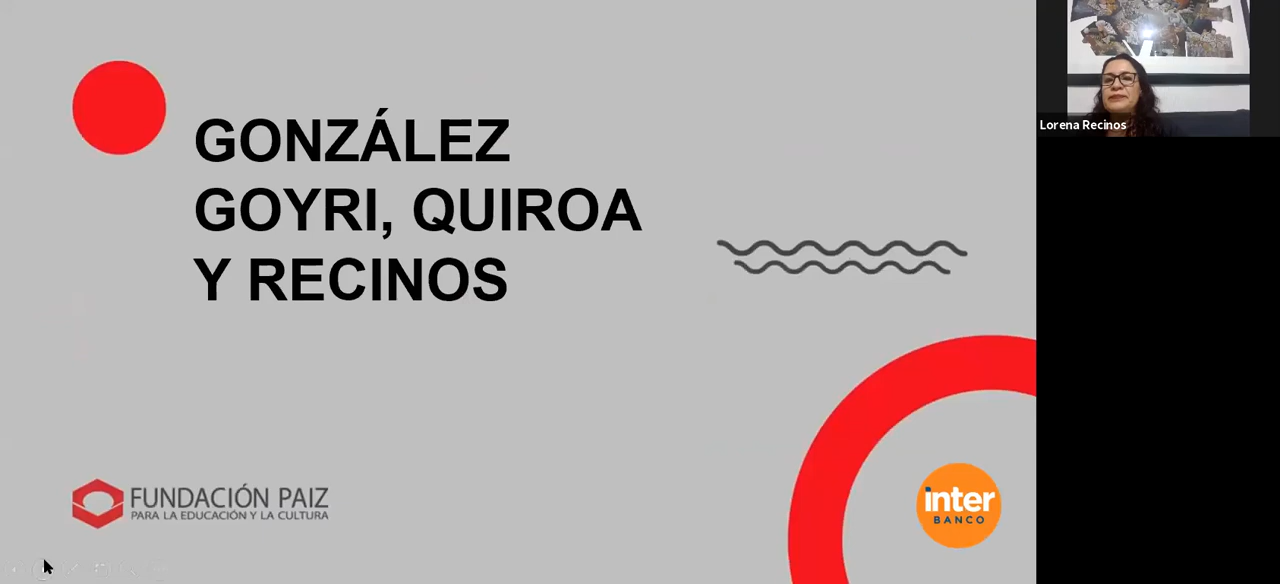 GONZÁLEZ
GOYRI, QUIROA
Y RECINOS
Lorena Recinos
FUNDACIÓN PAIZ
PARA LA EDUCACIÓN Y LA CULTURA
inter
BANCO